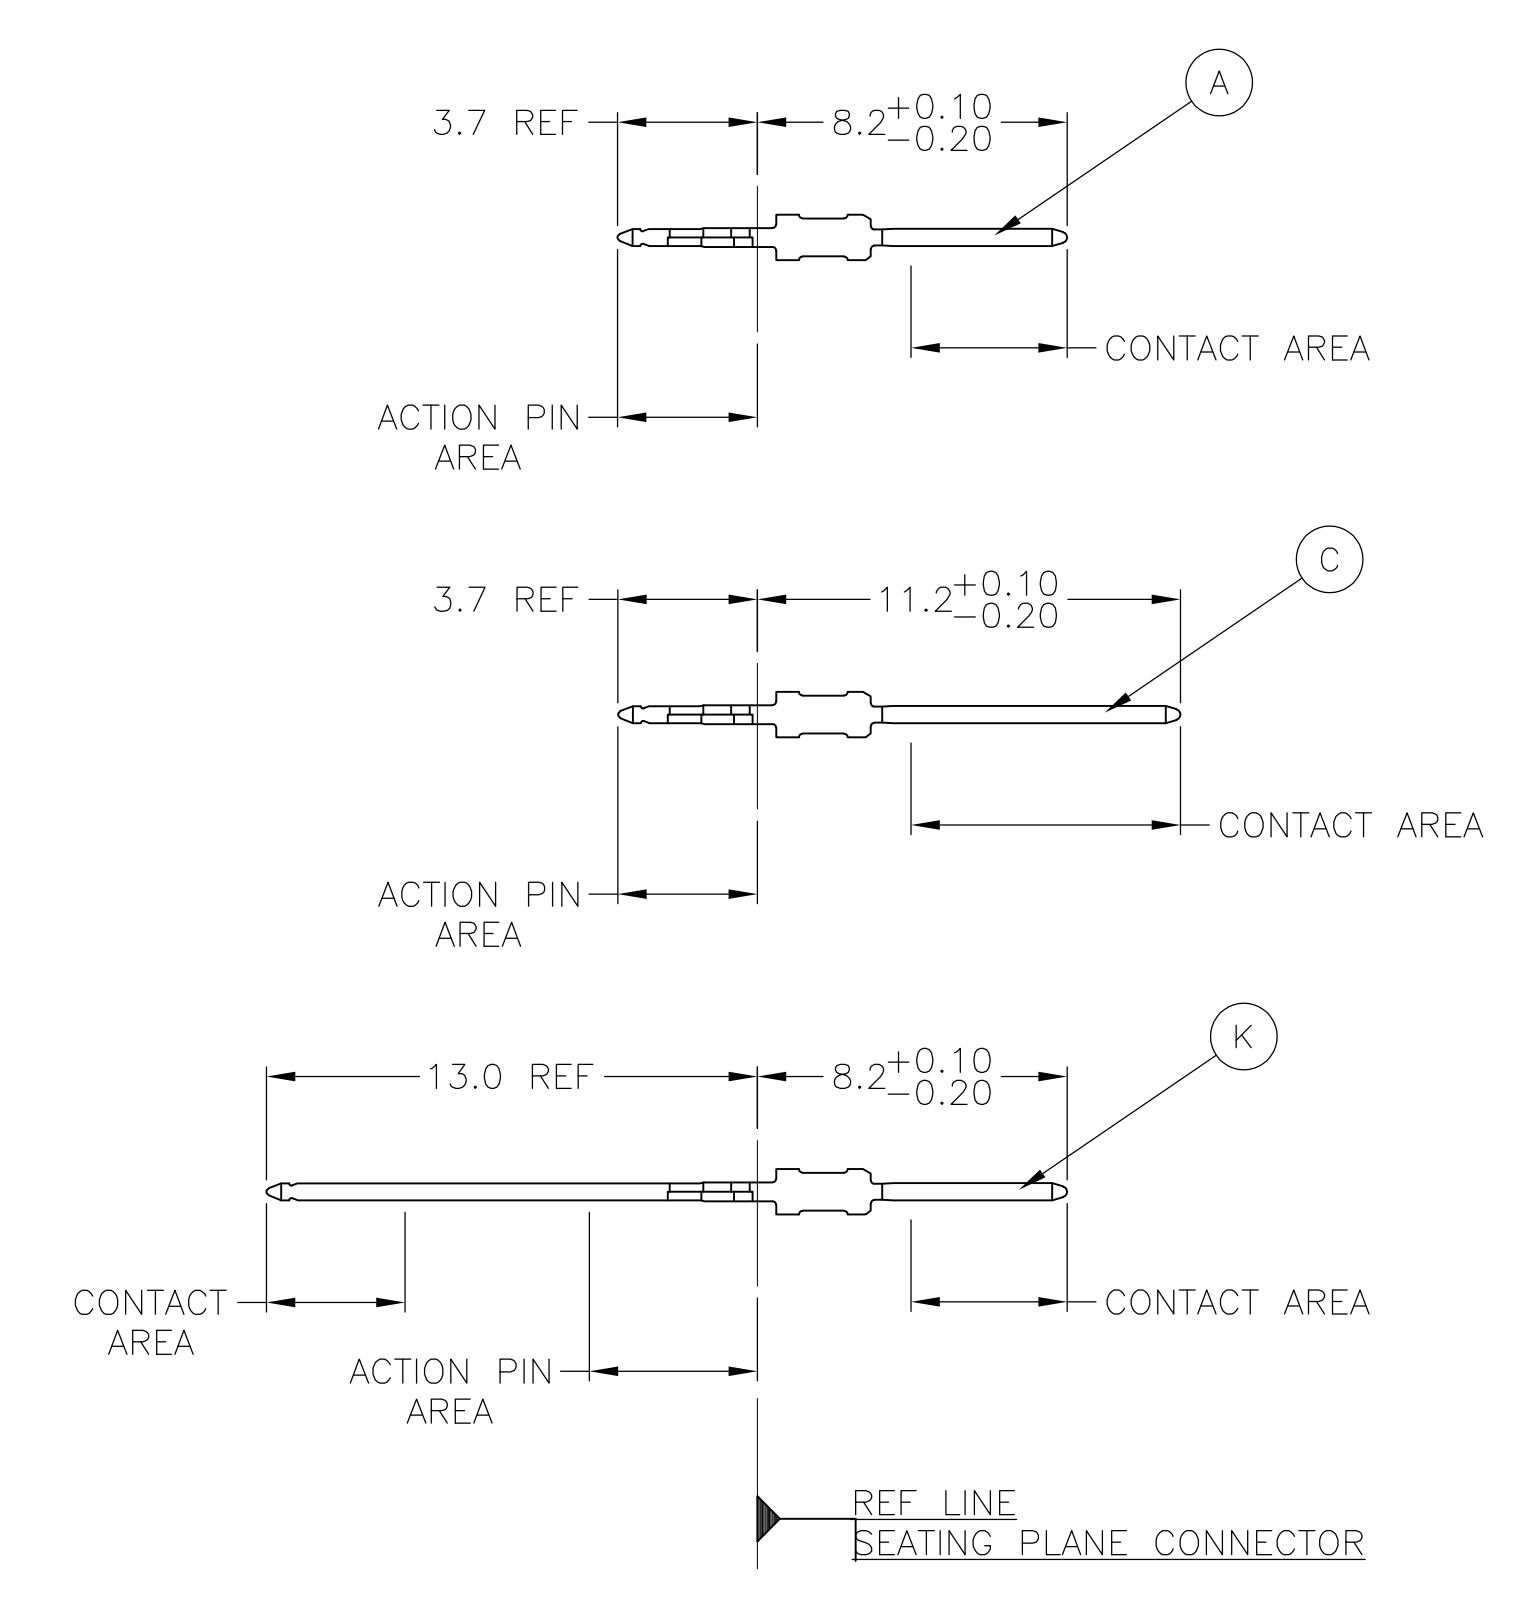 A
3.7 REF
8.2 +0.10
-0.20
CONTACT AREA
ACTION PIN
AREA
C
3.7 REF
11.2 +0.10
-0.20
CONTACT AREA
ACTION PIN
AREA
K
13.0 REF
8.2 +0.10
-0.20
CONTACT
AREA
CONTACT AREA
ACTION PIN
AREA
REF LINE
SEATING PLANE CONNECTOR